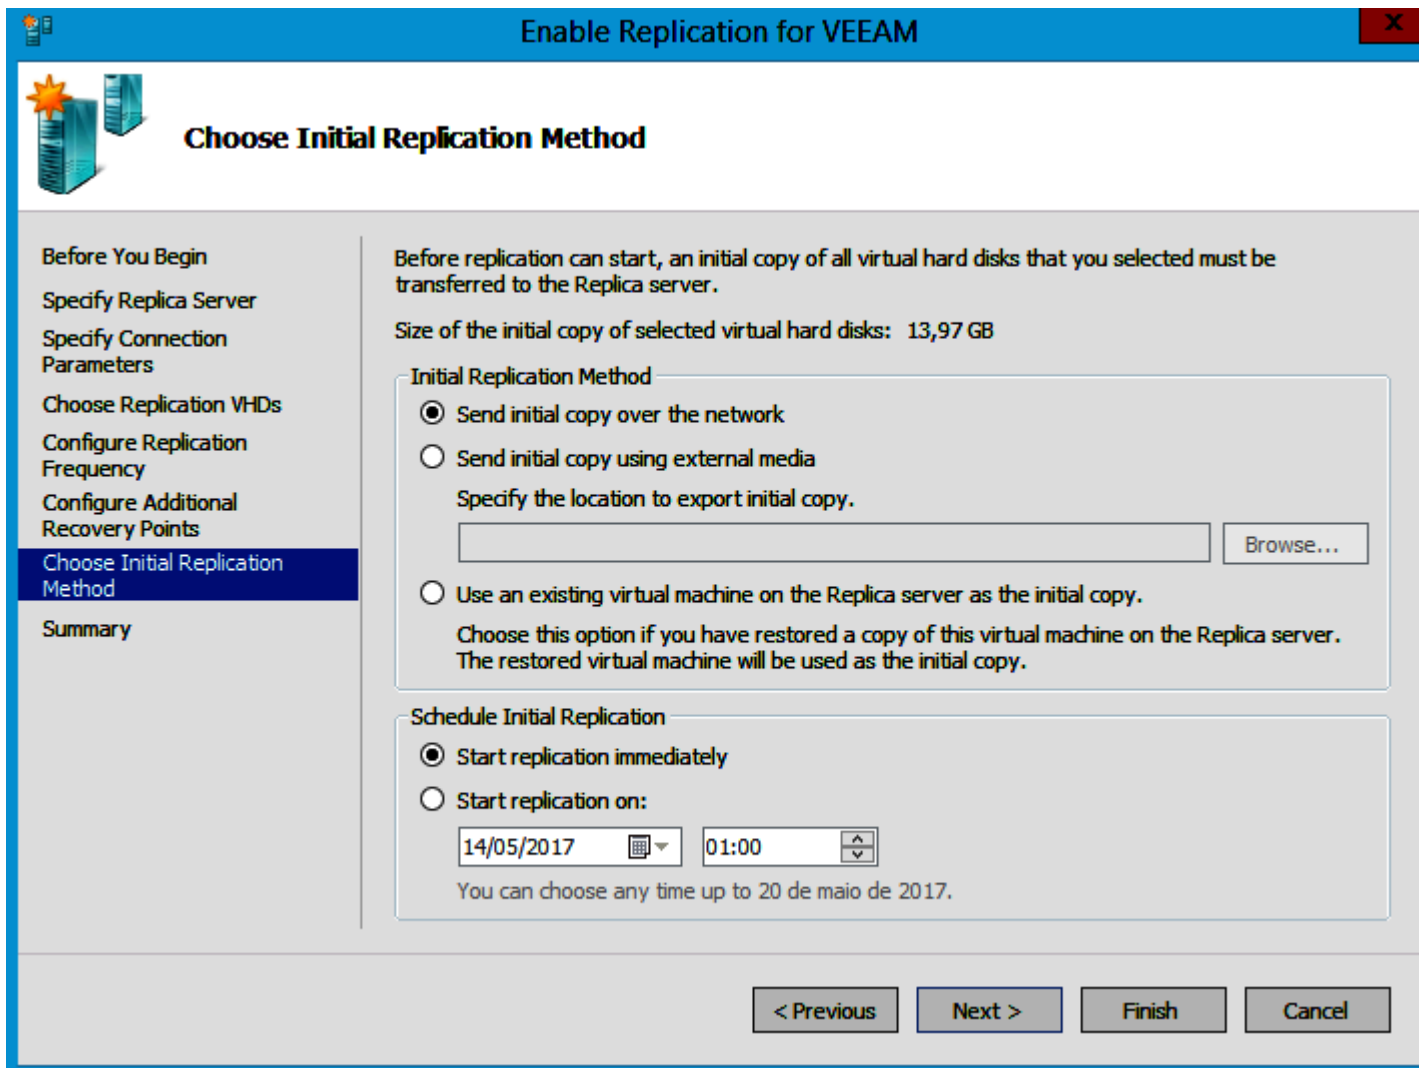 Enable Replication for VEEAM
x
Choose Initial Replication Method
Before You Begin
Specify Replica Server
Specify Connection
Parameters
Choose Replication VHDs
Configure Replication
Frequency
Configure Additional
Recovery Points
Choose Initial Replication
Method
Summary
Before replication can start, an initial copy of all virtual hard disks that you selected must be
transferred to the Replica server.
Size of the initial copy of selected virtual hard disks: 13,97 GB
Initial Replication Method
Send initial copy over the network
Send initial copy using external media
Specify the location to export initial copy.
Browse...
Use an existing virtual machine on the Replica server as the initial copy.
Choose this option if you have restored a copy of this virtual machine on the Replica server.
The restored virtual machine will be used as the initial copy.
Schedule Initial Replication
Start replication immediately
Start replication on:
14/05/2017 01:00
You can choose any time up to 20 de maio de 2017.
< Previous Next > Finish Cancel